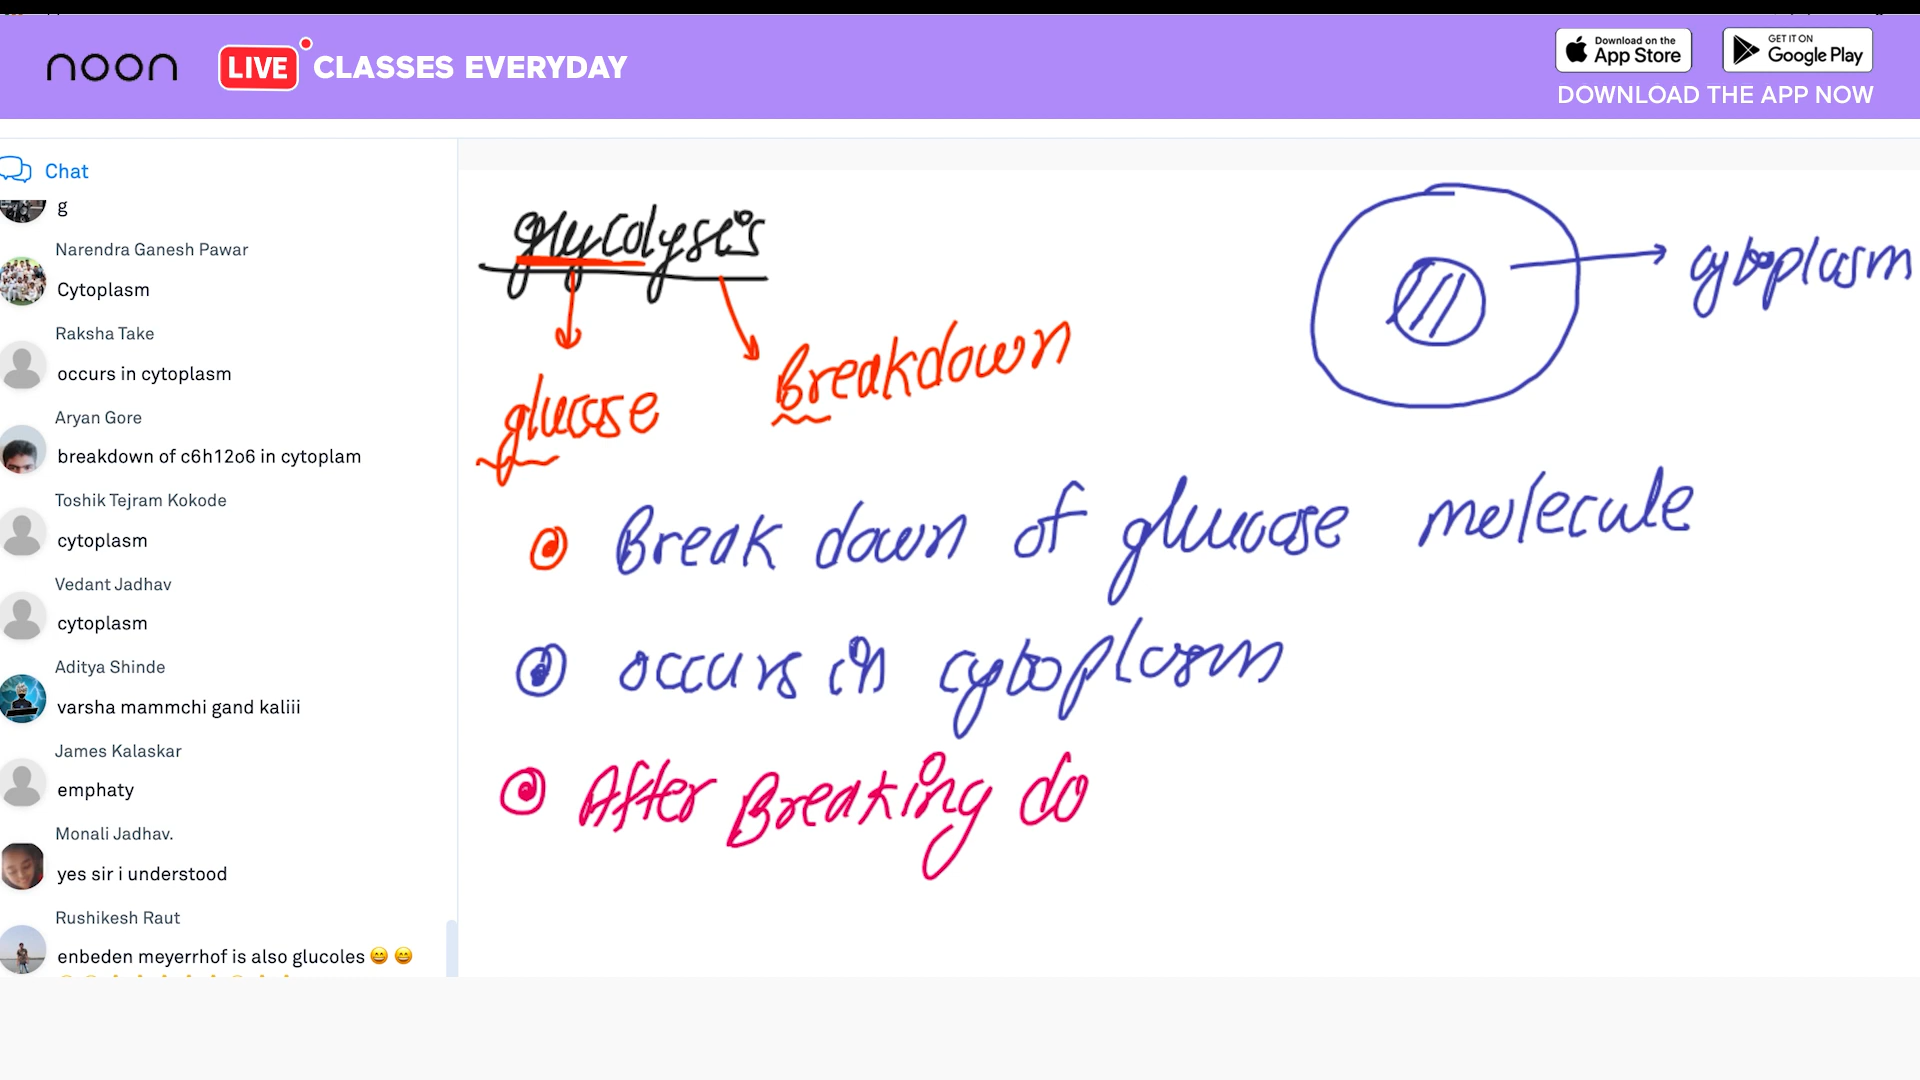 noon LIVE CLASSES EVERYDAY
Download on the App Store
GET IT ON Google Play
DOWNLOAD THE APP NOW
Chat
g
Narendra Ganesh Pawar
Cytoplasm
Raksha Take
occurs in cytoplasm
Aryan Gore
breakdown of c6h12o6 in cytoplam
Toshik Tejram Kokode
cytoplasm
Vedant Jadhav
cytoplasm
Aditya Shinde
varsha mammchi gand kaliii
James Kalaskar
emphaty
Monali Jadhav.
yes sir i understood
Rushikesh Raut
enbeden meyerrhof is also glucoles 😄 😄
glycolysis
cytoplasm
glucose
Breakdown
Break down of glucose molecule
occurs in cytoplasm
After Breaking do